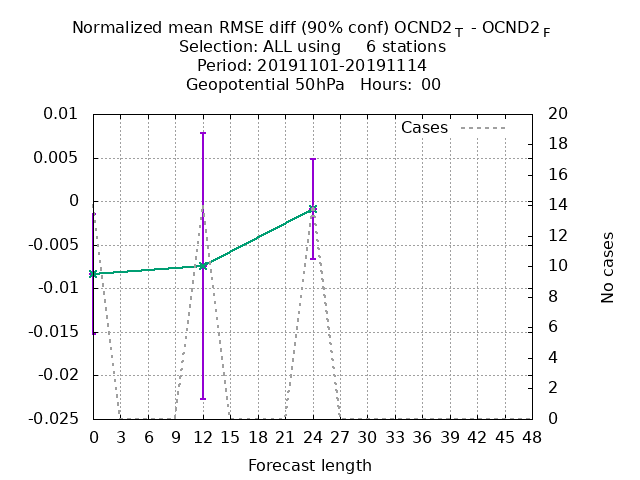 Normalized mean RMSE diff (90% conf) OCND2 T - OCND2 F
Selection: ALL using     6 stations
Period: 20191101-20191114
Geopotential 50hPa   Hours:  00
Cases
0.01
0.005
0
-0.005
-0.01
-0.015
-0.02
-0.025
20
18
16
14
12
10
8
6
4
2
0
No cases
0 3 6 9 12 15 18 21 24 27 30 33 36 39 42 45 48
Forecast length